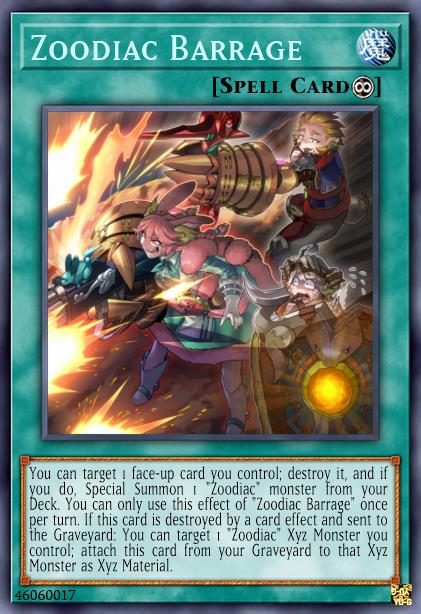 Zoodiac Barrage
魔
[Spell Card]
You can target 1 face-up card you control; destroy it, and if
you do, Special Summon 1 "Zoodiac" monster from your
Deck. You can only use this effect of "Zoodiac Barrage" once
per turn. If this card is destroyed by a card effect and sent to
the Graveyard: You can target 1 "Zoodiac" Xyz Monster you
control; attach this card from your Graveyard to that Xyz
Monster as Xyz Material.
46060017